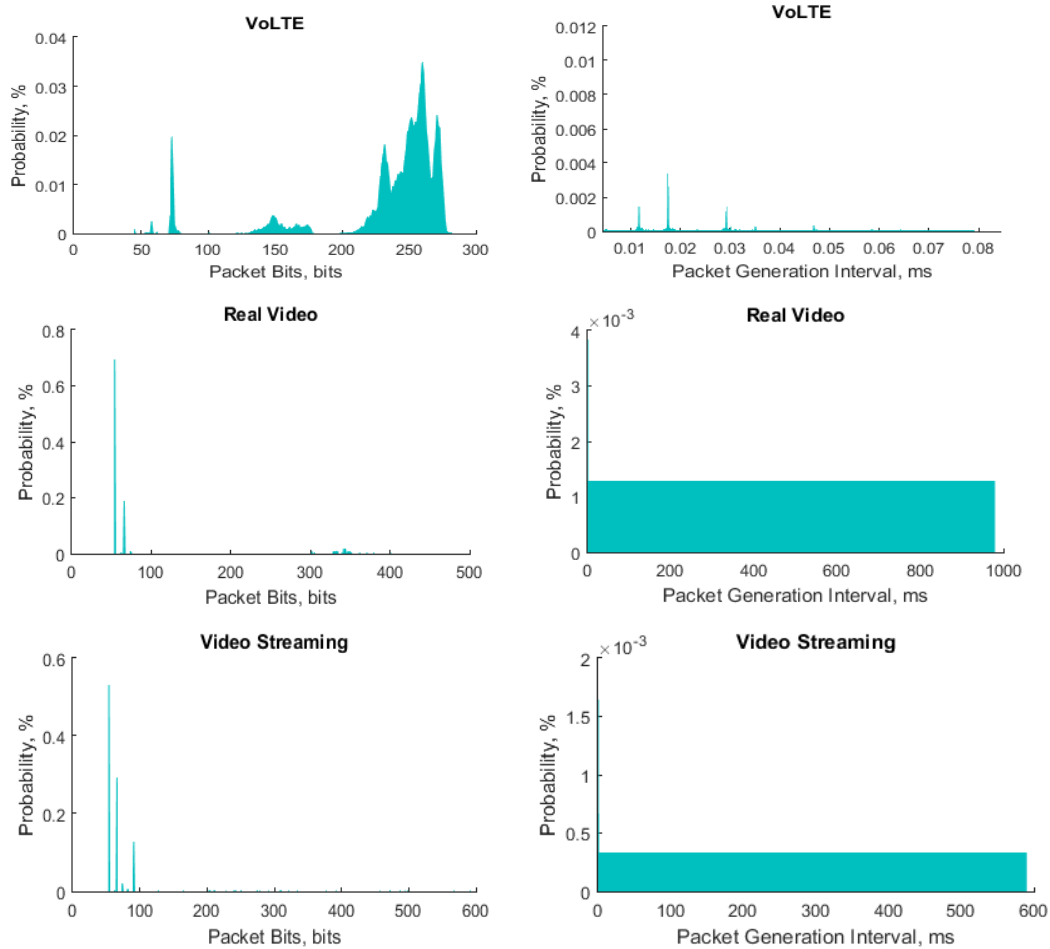 VoLTE
Probability, %
0.04
0.03
0.02
0.01
0
0 50 100 150 200 250 300
Packet Bits, bits
VoLTE
Probability, %
0.012
0.01
0.008
0.006
0.004
0.002
0
0.01 0.02 0.03 0.04 0.05 0.06 0.07 0.08
Packet Generation Interval, ms
Real Video
Probability, %
0.8
0.6
0.4
0.2
0
0 100 200 300 400 500
Packet Bits, bits
Real Video
×10⁻³
Probability, %
4
3
2
1
0
0 200 400 600 800 1000
Packet Generation Interval, ms
Video Streaming
Probability, %
0.6
0.4
0.2
0
0 100 200 300 400 500 600
Packet Bits, bits
Video Streaming
×10⁻³
Probability, %
2
1.5
1
0.5
0
0 100 200 300 400 500 600
Packet Generation Interval, ms